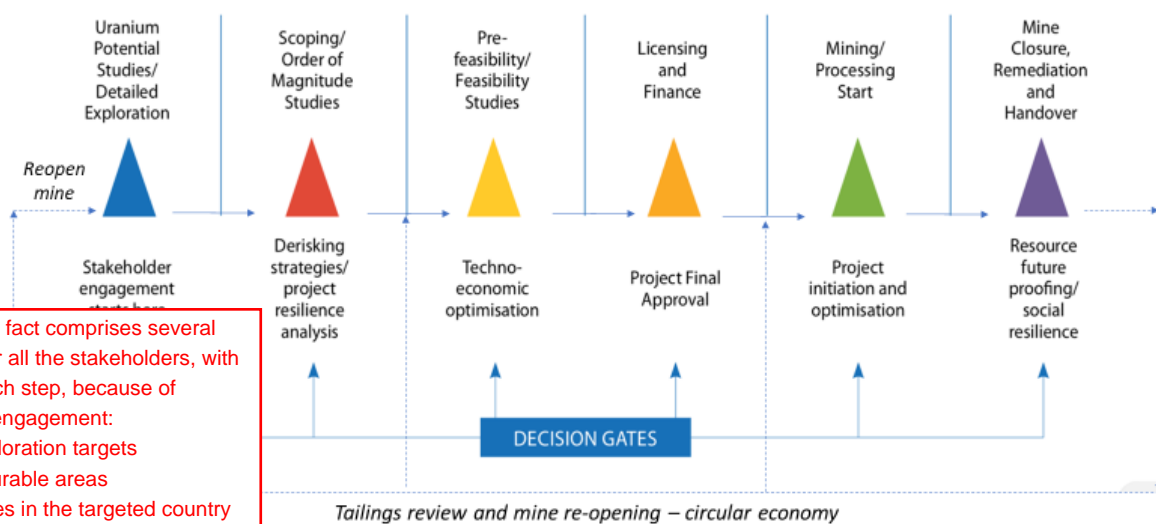 Uranium
Potential
Studies/
Detailed
Exploration
Scoping/
Order of
Magnitude
Studies
Pre-
feasibility/
Feasibility
Studies
Licensing
and
Finance
Mining/
Processing
Start
Mine
Closure,
Remediation
and
Handover
Reopen
mine
Stakeholder
engagement
starts here
Derisking
strategies/
project
resilience
analysis
Techno-
economic
optimisation
Project Final
Approval
Project
initiation and
optimisation
Resource
future
proofing/
social
resilience
fact comprises several
all the stakeholders, with
step, because of
engagement:
targets
areas
in the targeted country
DECISION GATES
Tailings review and mine re-opening – circular economy